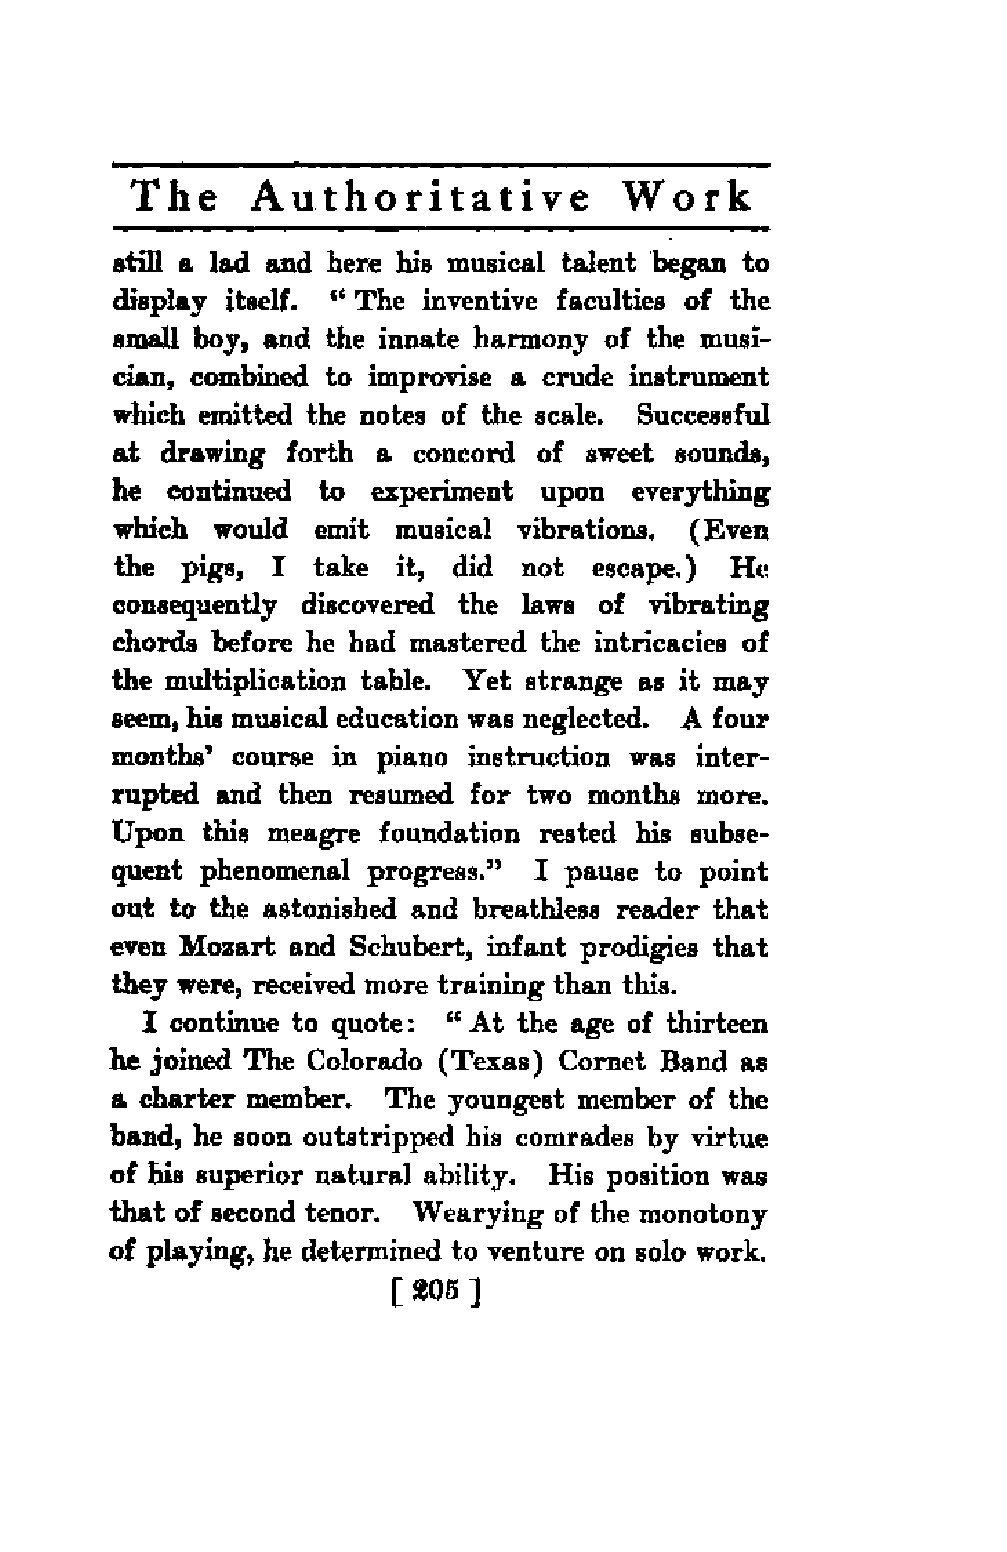 The Authoritative Work
still a lad and here his musical talent began to
display itself. “ The inventive faculties of the
small boy, and the innate harmony of the musi-
cian, combined to improvise a crude instrument
which emitted the notes of the scale. Successful
at drawing forth a concord of sweet sounds,
he continued to experiment upon everything
which would emit musical vibrations. (Even
the pigs, I take it, did not escape.) He
consequently discovered the laws of vibrating
chords before he had mastered the intricacies of
the multiplication table. Yet strange as it may
seem, his musical education was neglected. A four
months’ course in piano instruction was inter-
rupted and then resumed for two months more.
Upon this meagre foundation rested his subse-
quent phenomenal progress.” I pause to point
out to the astonished and breathless reader that
even Mozart and Schubert, infant prodigies that
they were, received more training than this.
I continue to quote: “ At the age of thirteen
he joined The Colorado (Texas) Cornet Band as
a charter member. The youngest member of the
band, he soon outstripped his comrades by virtue
of his superior natural ability. His position was
that of second tenor. Wearying of the monotony
of playing, he determined to venture on solo work.
[ 205 ]